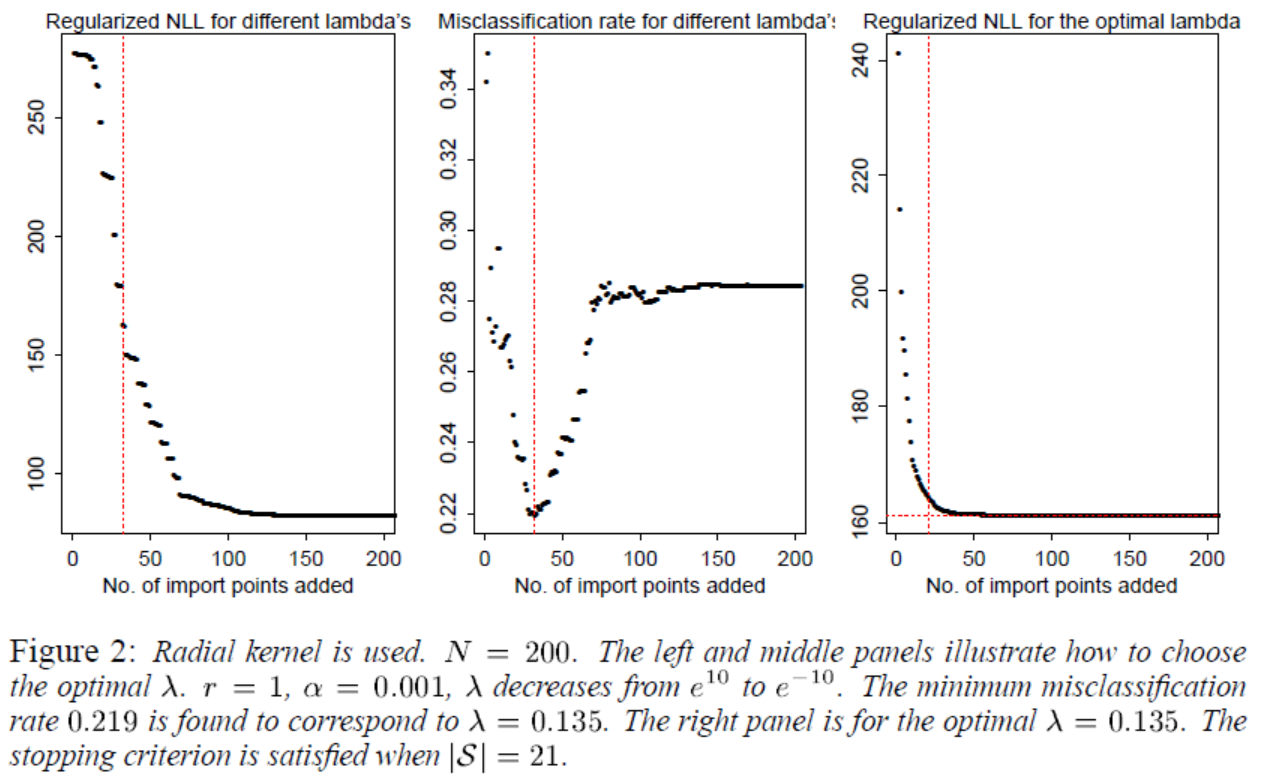 Regularized NLL for different lambda's
Misclassification rate for different lambda's
Regularized NLL for the optimal lambda
250
200
150
100
0 50 100 150 200
No. of import points added
0.34
0.32
0.30
0.28
0.26
0.24
0.22
0 50 100 150 200
No. of import points added
240
220
200
180
160
0 50 100 150 200
No. of import points added
Figure 2: Radial kernel is used. N = 200. The left and middle panels illustrate how to choose
the optimal λ. r = 1, α = 0.001, λ decreases from e^{10} to e^{−10}. The minimum misclassification
rate 0.219 is found to correspond to λ = 0.135. The right panel is for the optimal λ = 0.135. The
stopping criterion is satisfied when |S| = 21.